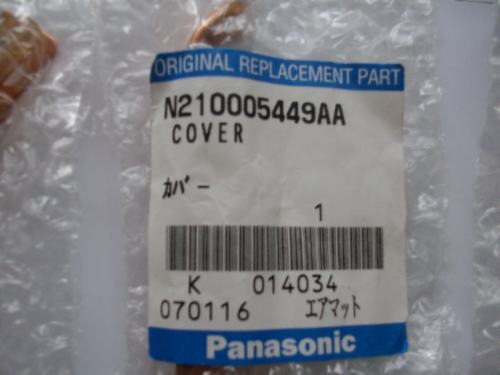 ORIGINAL REPLACEMENT PART
N210005449AA
COVER
カバー
1
K 014034
070116 エアマット
Panasonic